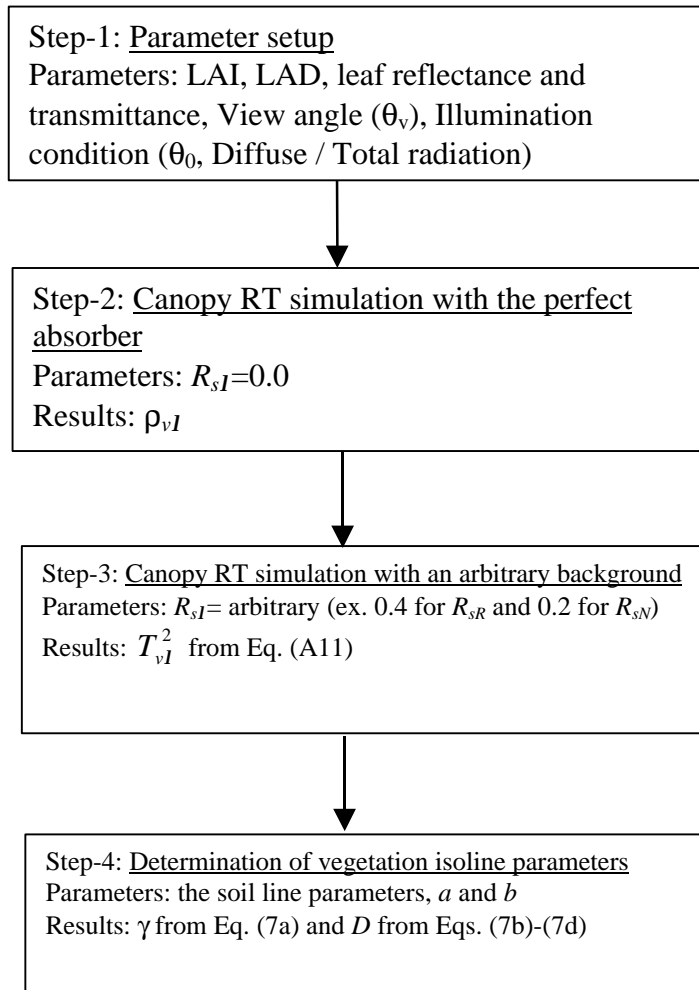 Step-1: Parameter setup
Parameters: LAI, LAD, leaf reflectance and
transmittance, View angle (θv), Illumination
condition (θ0, Diffuse / Total radiation)
Step-2: Canopy RT simulation with the perfect
absorber
Parameters: Rs1=0.0
Results: ρv1
Step-3: Canopy RT simulation with an arbitrary background
Parameters: Rs1= arbitrary (ex. 0.4 for RsR and 0.2 for RsN)
Results: Tv1² from Eq. (A11)
Step-4: Determination of vegetation isoline parameters
Parameters: the soil line parameters, a and b
Results: γ from Eq. (7a) and D from Eqs. (7b)-(7d)